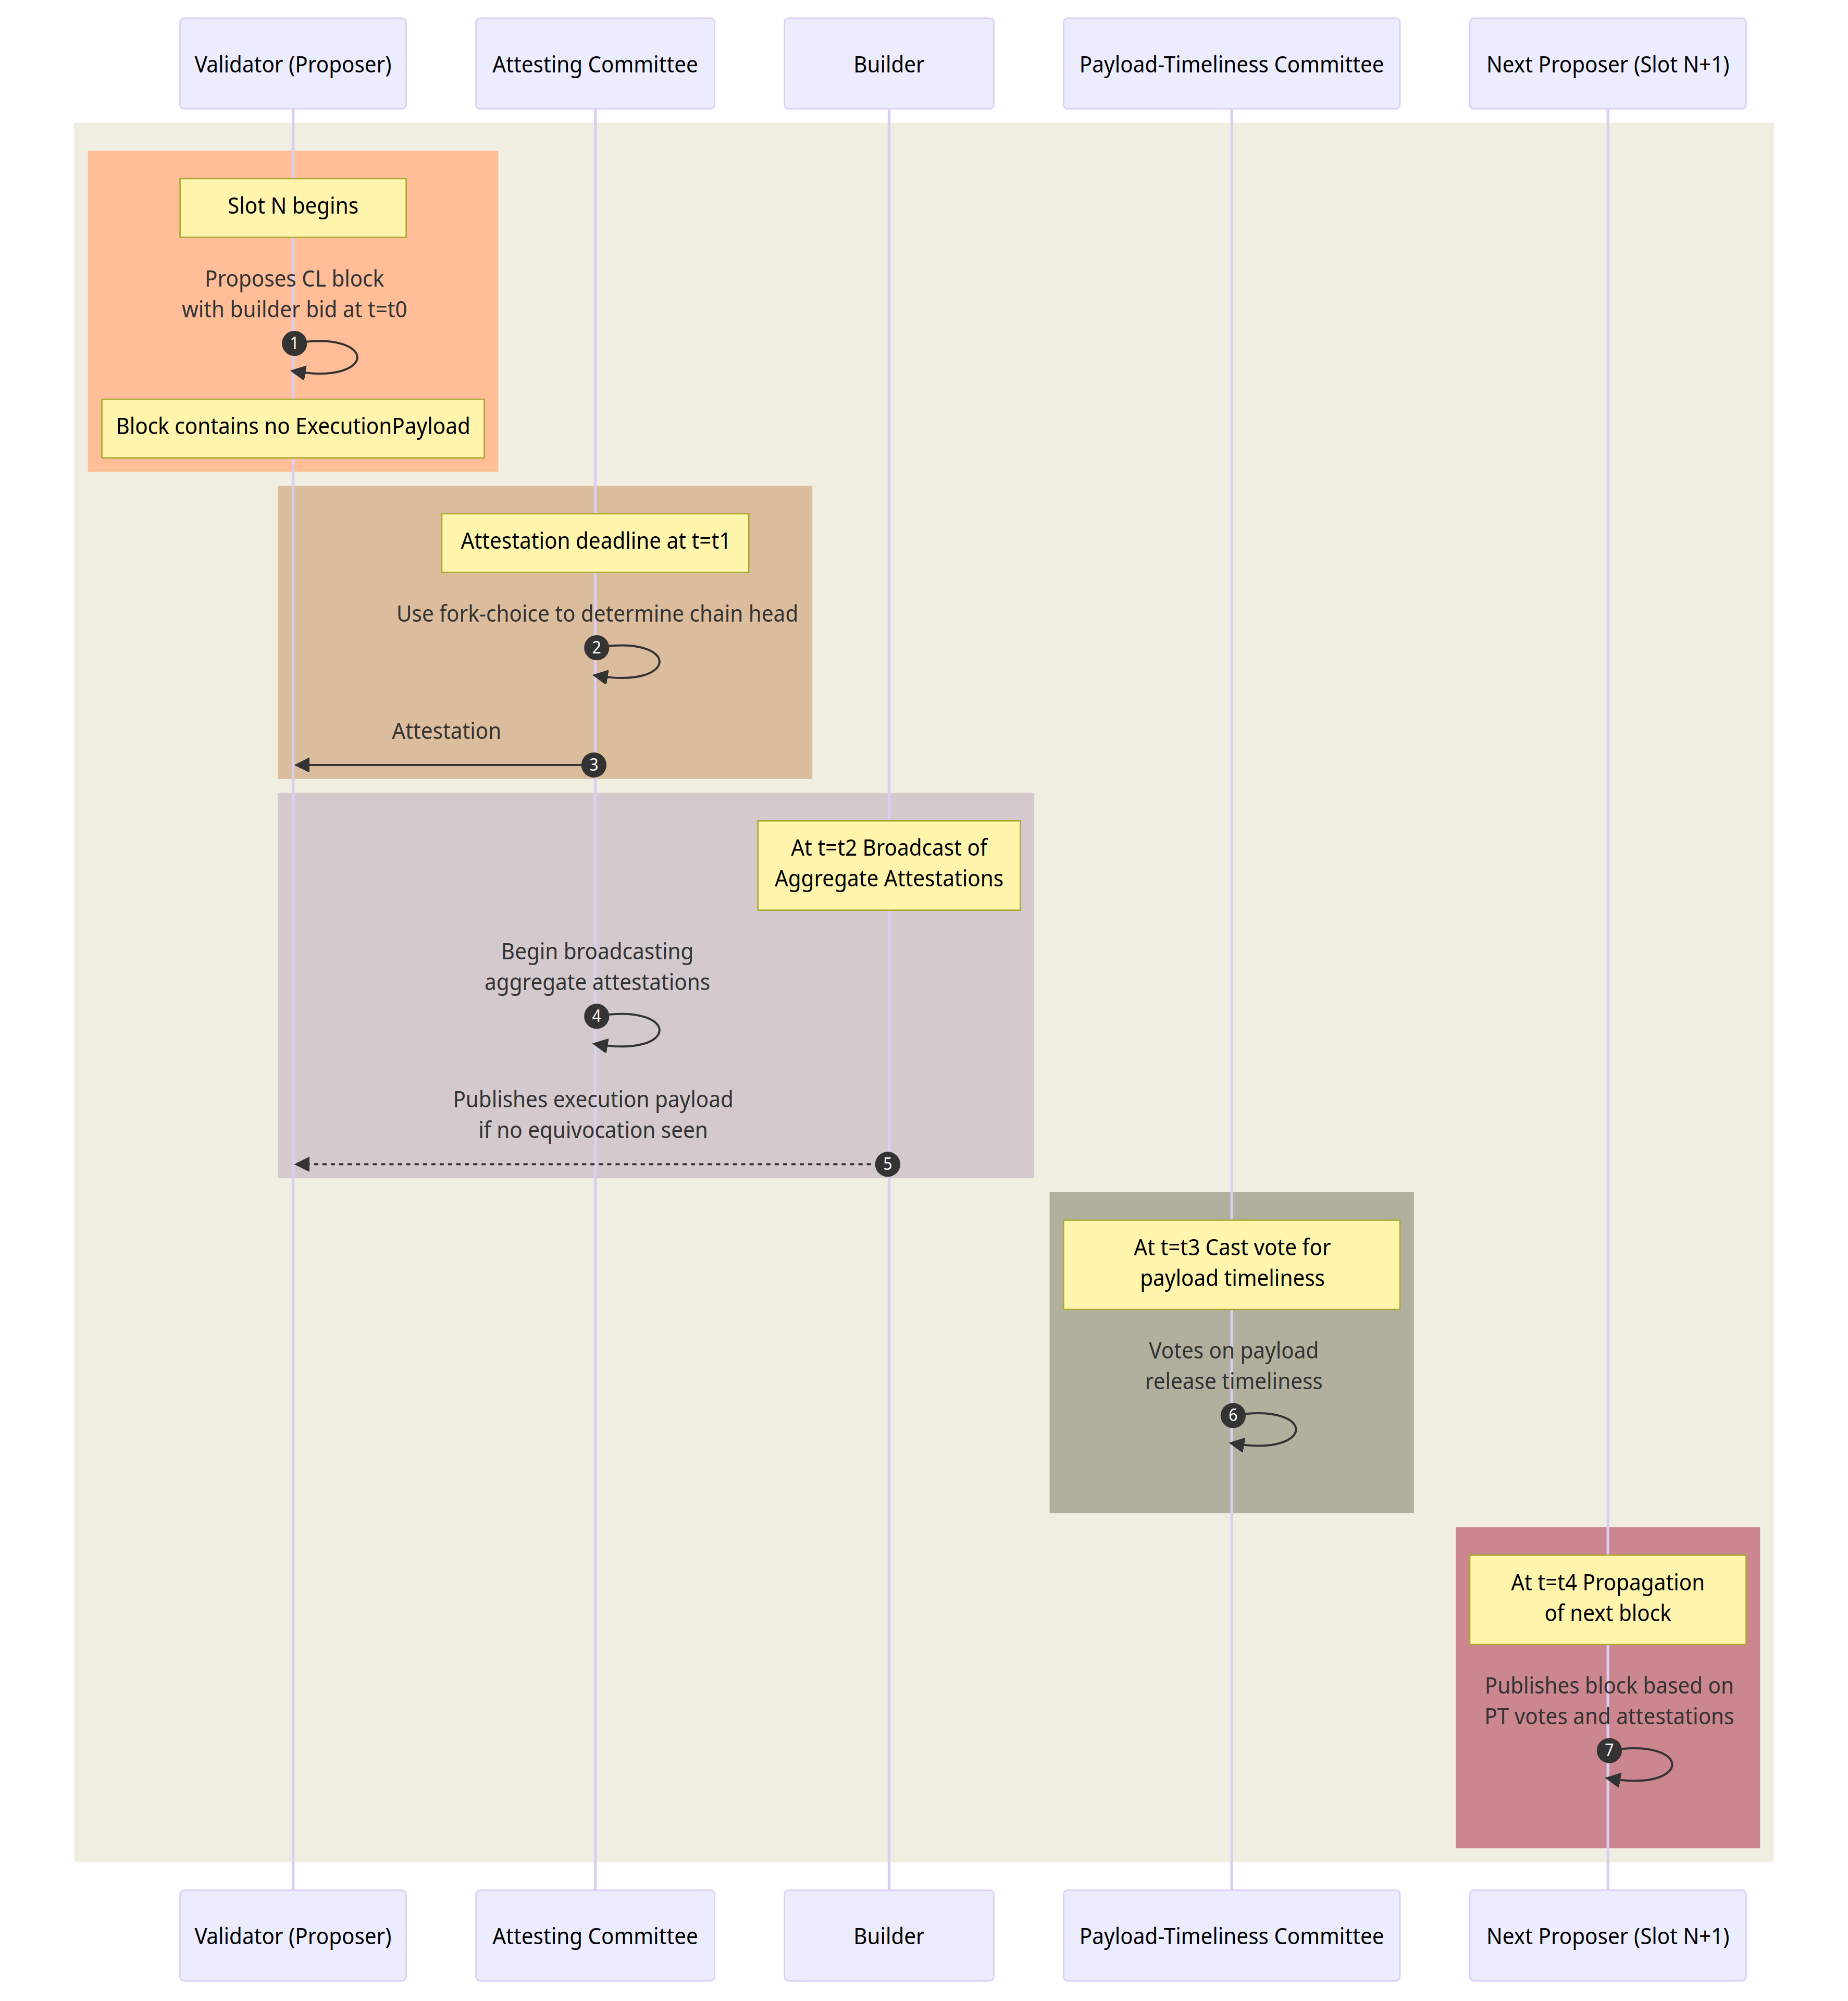 Validator (Proposer)
Attesting Committee
Builder
Payload-Timeliness Committee
Next Proposer (Slot N+1)
Slot N begins
Proposes CL block
with builder bid at t=t0
1
Block contains no ExecutionPayload
Attestation deadline at t=t1
Use fork-choice to determine chain head
2
Attestation
3
At t=t2 Broadcast of
Aggregate Attestations
Begin broadcasting
aggregate attestations
4
Publishes execution payload
if no equivocation seen
5
At t=t3 Cast vote for
payload timeliness
Votes on payload
release timeliness
6
At t=t4 Propagation
of next block
Publishes block based on
PT votes and attestations
7
Validator (Proposer)
Attesting Committee
Builder
Payload-Timeliness Committee
Next Proposer (Slot N+1)